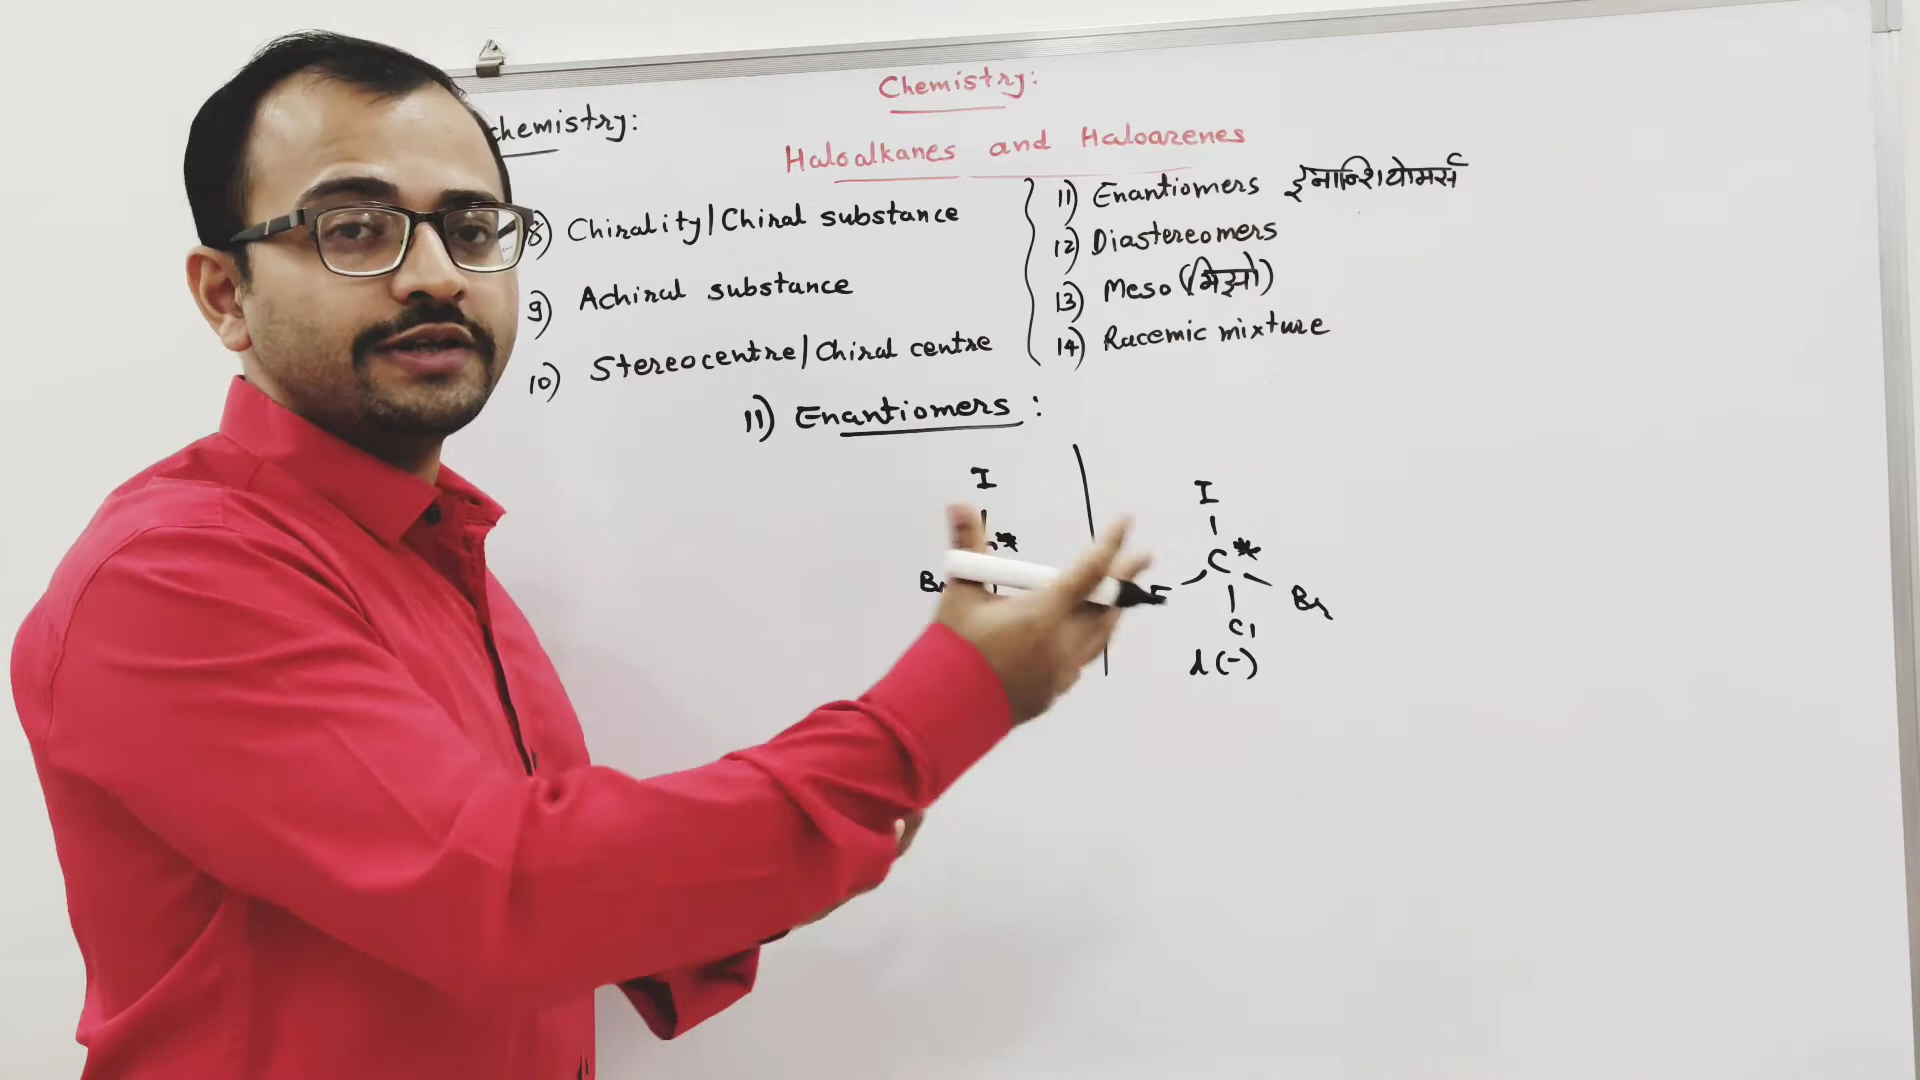 Chemistry:
chemistry:
Haloalkanes and Haloarenes
8) Chirality/Chiral substance
9) Achiral substance
10) Stereocentre/Chiral centre
11) Enantiomers इनान्शियोमर्स
12) Diastereomers
13) Meso (मिझो)
14) Racemic mixture
11) Enantiomers :
I
*
Br
I
C*
F Br
Cl
l(-)